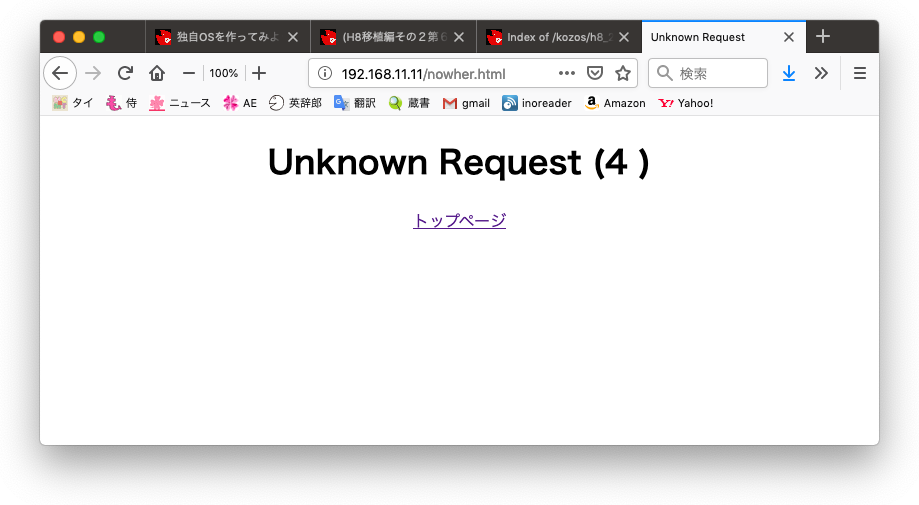 独自OSを作ってみよ
(H8移植編その2第6
Index of /kozos/h8_2
Unknown Request
100%
192.168.11.11/nowher.html
検索
タイ
侍
ニュース
AE
英辞郎
翻訳
蔵書
gmail
inoreader
Amazon
Yahoo!
Unknown Request (4 )
トップページ